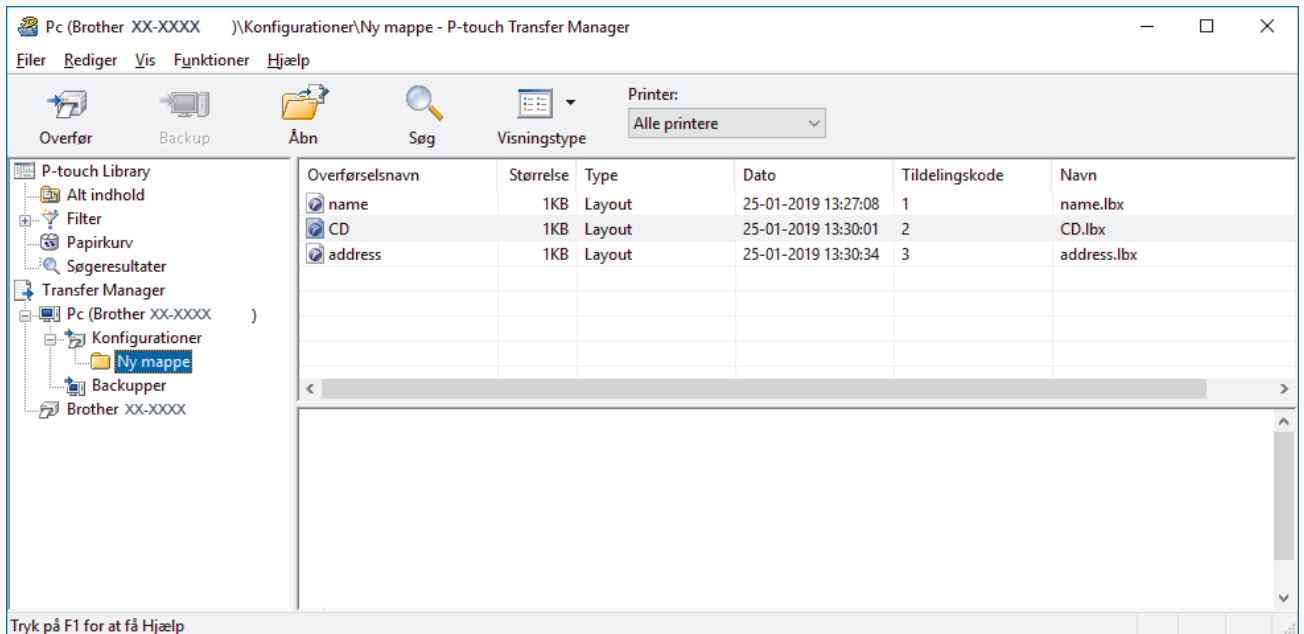 Pc (Brother XX-XXXX )\Konfigurationer\Ny mappe - P-touch Transfer Manager
Filer Rediger Vis Funktioner Hjælp
Overfør Backup Åbn Søg Visningstype
Printer:
Alle printere
P-touch Library
Alt indhold
Filter
Papirkurv
Søgeresultater
Transfer Manager
Pc (Brother XX-XXXX )
Konfigurationer
Ny mappe
Backupper
Brother XX-XXXX
Overførselsnavn Størrelse Type Dato Tildelingskode Navn
name 1KB Layout 25-01-2019 13:27:08 1 name.lbx
CD 1KB Layout 25-01-2019 13:30:01 2 CD.lbx
address 1KB Layout 25-01-2019 13:30:34 3 address.lbx
Tryk på F1 for at få Hjælp